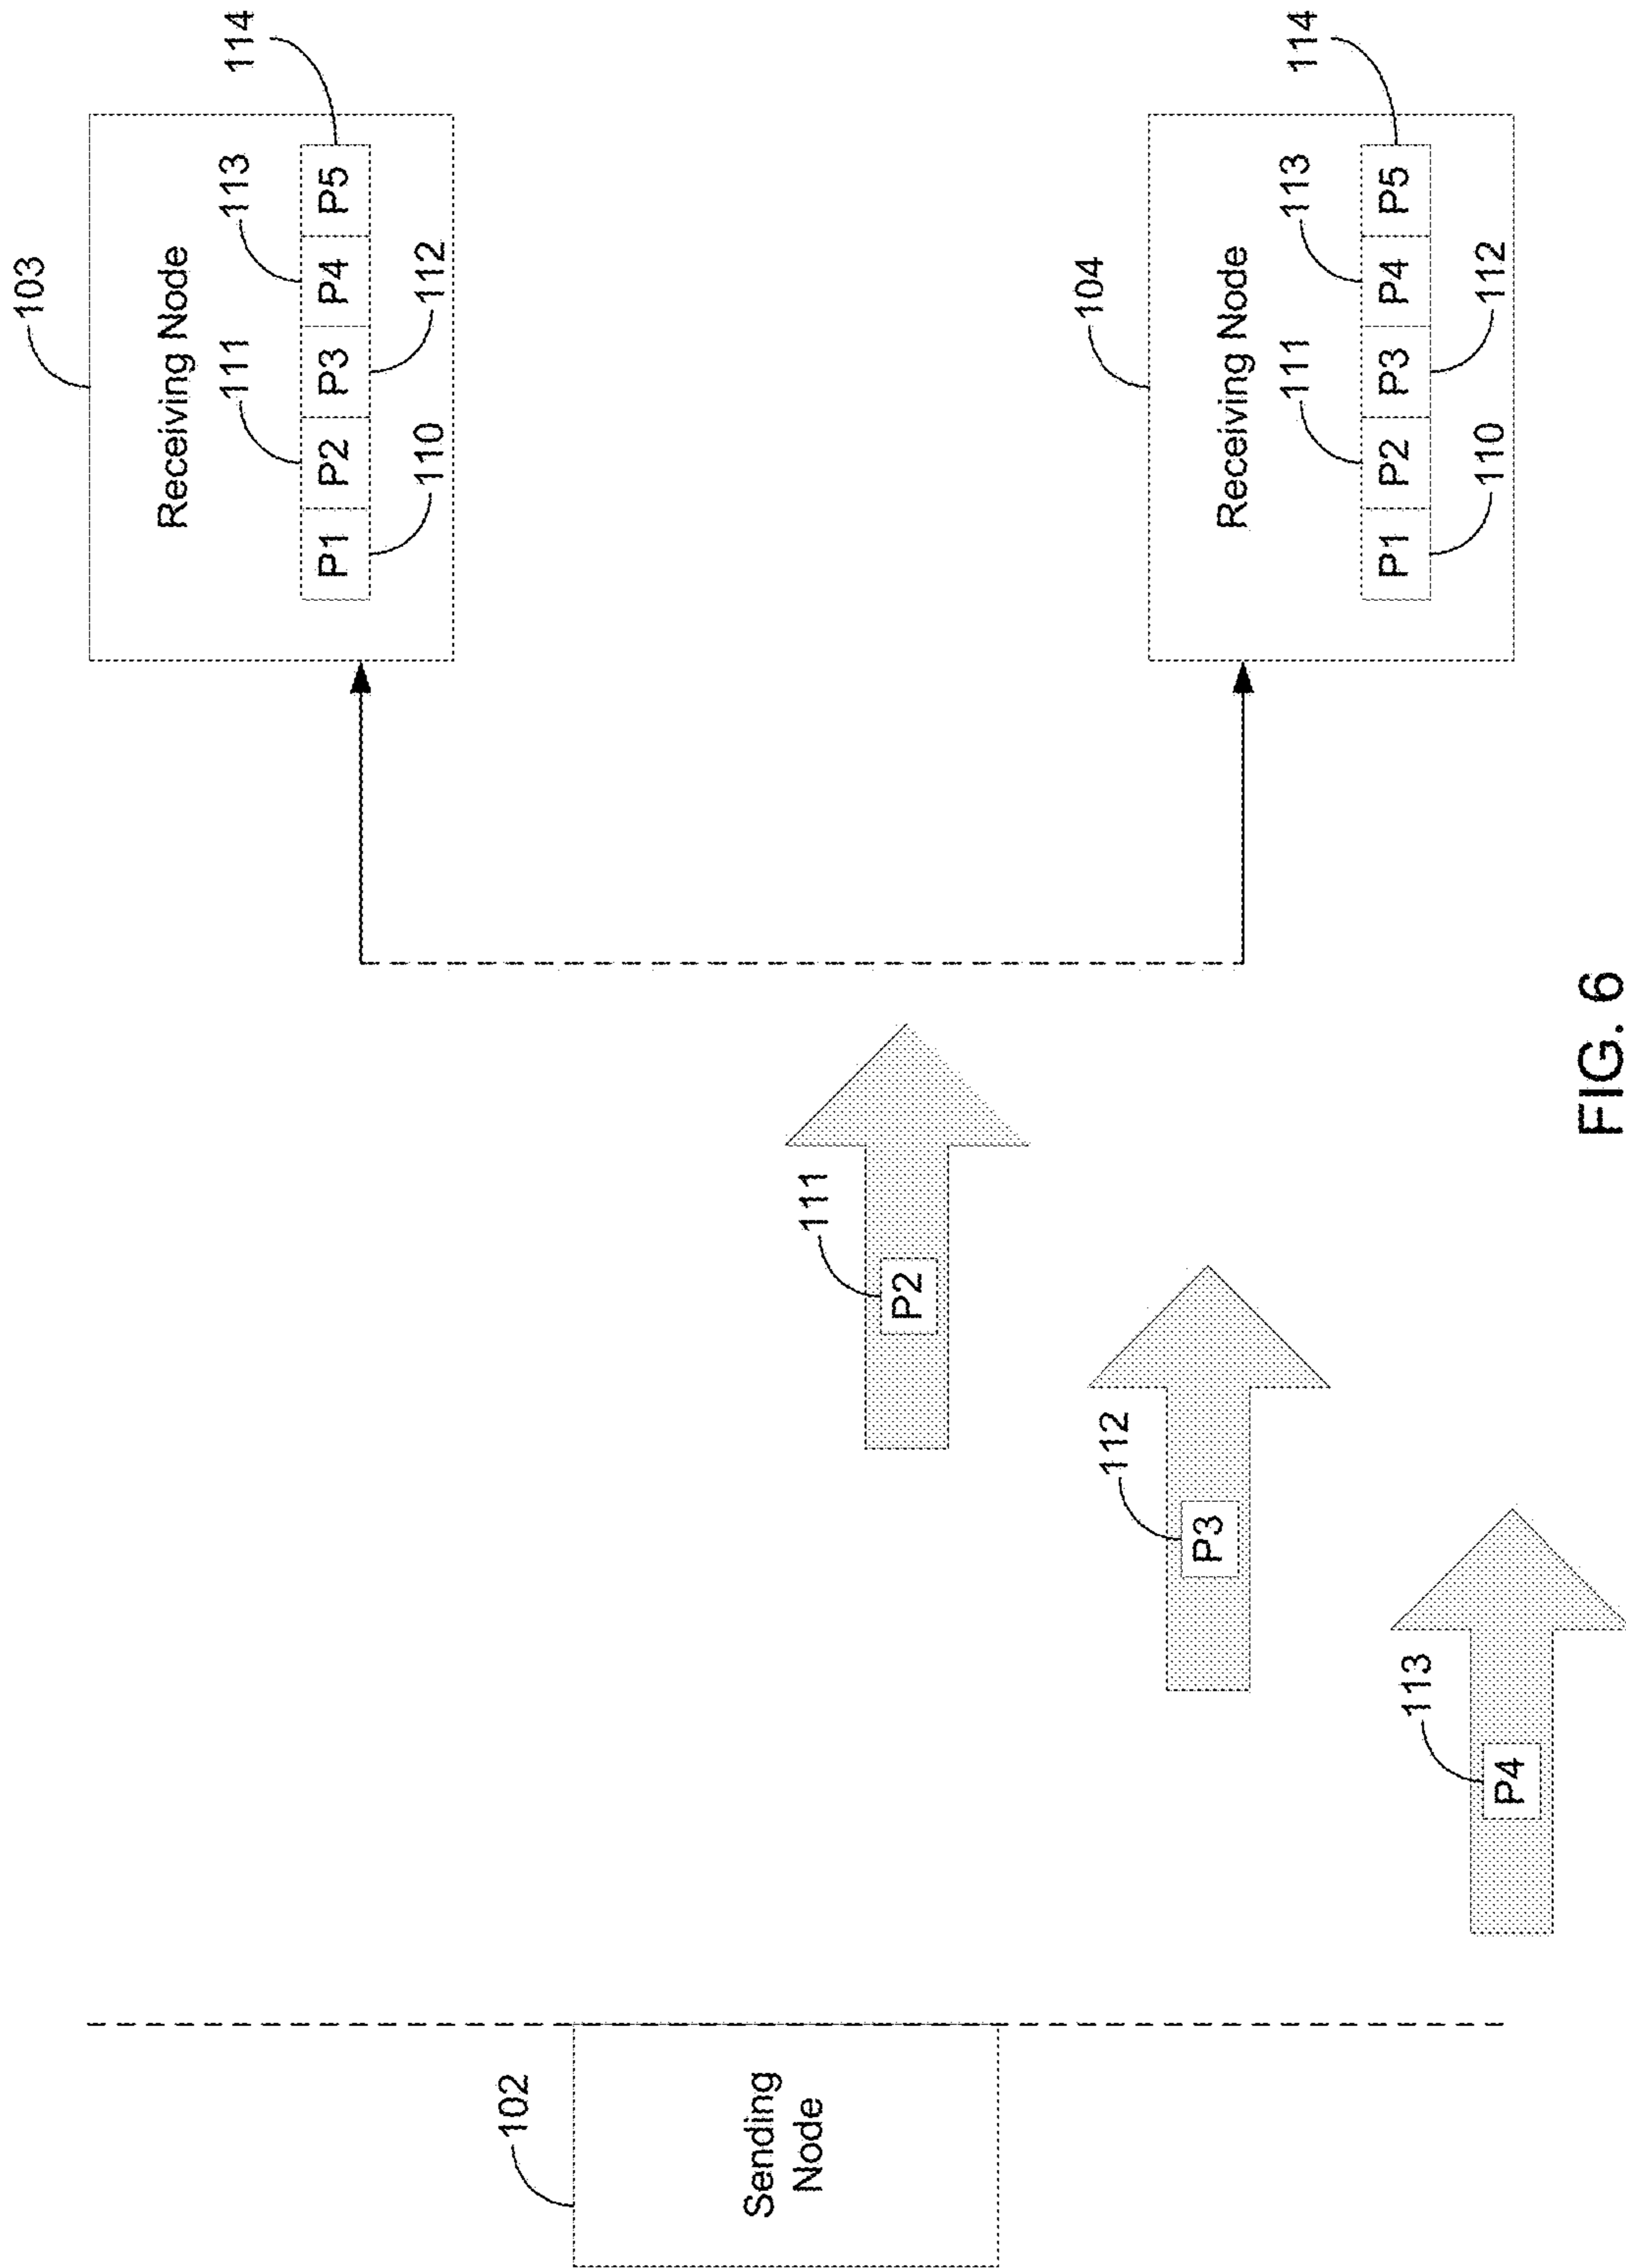 102
Sending
Node
111
P2
112
P3
113
P4
103
Receiving Node
111
113
114
P1
P2
P3
P4
P5
110
112
104
Receiving Node
111
113
114
P1
P2
P3
P4
P5
110
112
FIG. 6